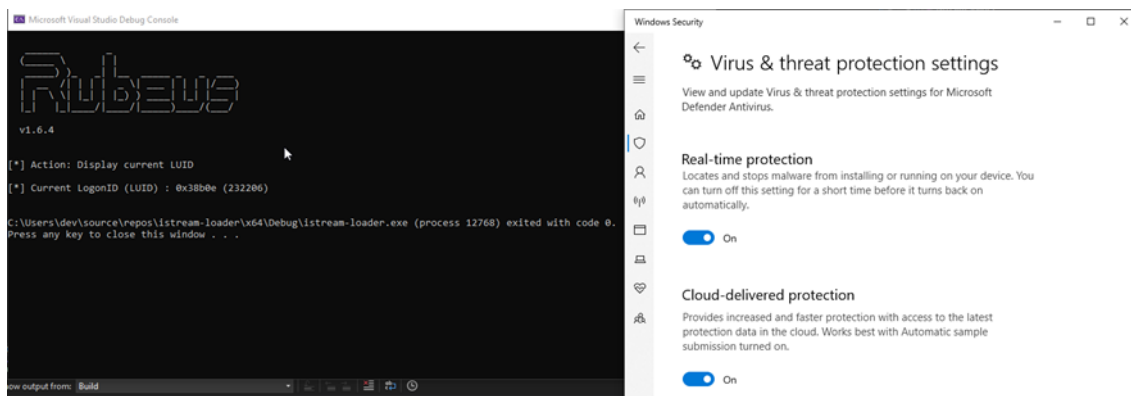 Microsoft Visual Studio Debug Console
Rubeus
v1.6.4
[*] Action: Display current LUID
[*] Current LogonID (LUID) : 0x38b0e (232206)
C:\Users\dev\source\repos\istream-loader\x64\Debug\istream-loader.exe (process 12768) exited with code 0.
Press any key to close this window . . .
ow output from: Build
Windows Security
Virus & threat protection settings
View and update Virus & threat protection settings for Microsoft
Defender Antivirus.
Real-time protection
Locates and stops malware from installing or running on your device. You
can turn off this setting for a short time before it turns back on
automatically.
On
Cloud-delivered protection
Provides increased and faster protection with access to the latest
protection data in the cloud. Works best with Automatic sample
submission turned on.
On